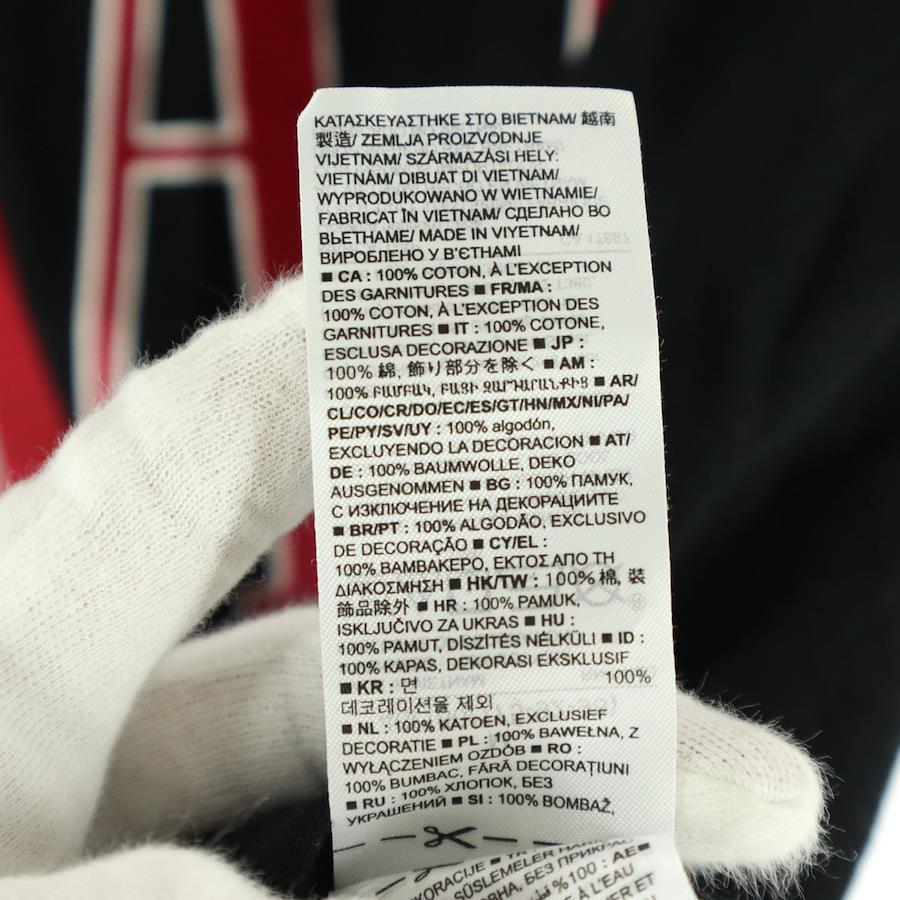 ΚΑΤΑΣΚΕΥΑΣΤΗΚΕ ΣΤΟ ΒΙΕΤΝΑΜ/ 越南
製造/ ZEMLJA PROIZVODNJE
VIJETNAM/ SZÁRMAZÁSI HELY:
VIETNÁM/ DIBUAT DI VIETNAM/
WYPRODUKOWANO W WIETNAMIE/
FABRICAT ÎN VIETNAM/ СДЕЛАНО ВО
ВЬЕТНАМЕ/ MADE IN VIYETNAM/
ВИРОБЛЕНО У В'ЄТНАМІ
■ CA : 100% COTON, À L'EXCEPTION
DES GARNITURES ■ FR/MA :
100% COTON, À L'EXCEPTION DES
GARNITURES ■ IT : 100% COTONE,
ESCLUSA DECORAZIONE ■ JP :
100% 綿, 飾り部分を除く ■ AM :
100% ԲԱՄԲԱԿ, ԲԱՑԻ ԶԱՐԴԱՐԱՆՔԻՑ ■ AR/
CL/CO/CR/DO/EC/ES/GT/HN/MX/NI/PA/
PE/PY/SV/UY : 100% algodón,
EXCLUYENDO LA DECORACION ■ AT/
DE : 100% BAUMWOLLE, DEKO
AUSGENOMMEN ■ BG : 100% ПАМУК,
С ИЗКЛЮЧЕНИЕ НА ДЕКОРАЦИИТЕ
■ BR/PT : 100% ALGODÃO, EXCLUSIVO
DE DECORAÇÃO ■ CY/EL :
100% ΒΑΜΒΑΚΕΡΟ, ΕΚΤΟΣ ΑΠΟ ΤΗ
ΔΙΑΚΟΣΜΗΣΗ ■ HK/TW : 100% 棉, 裝
飾品除外 ■ HR : 100% PAMUK,
ISKLJUČIVO ZA UKRAS ■ HU :
100% PAMUT, DÍSZÍTÉS NÉLKÜLI ■ ID :
100% KAPAS, DEKORASI EKSKLUSIF
■ KR : 면 100%
데코레이션을 제외
■ NL : 100% KATOEN, EXCLUSIEF
DECORATIE ■ PL : 100% BAWEŁNA, Z
WYŁĄCZENIEM OZDÓB ■ RO :
100% BUMBAC, FĂRĂ DECORAȚIUNI
■ RU : 100% ХЛОПОК, БЕЗ
УКРАШЕНИЙ ■ SI : 100% BOMBAŽ,